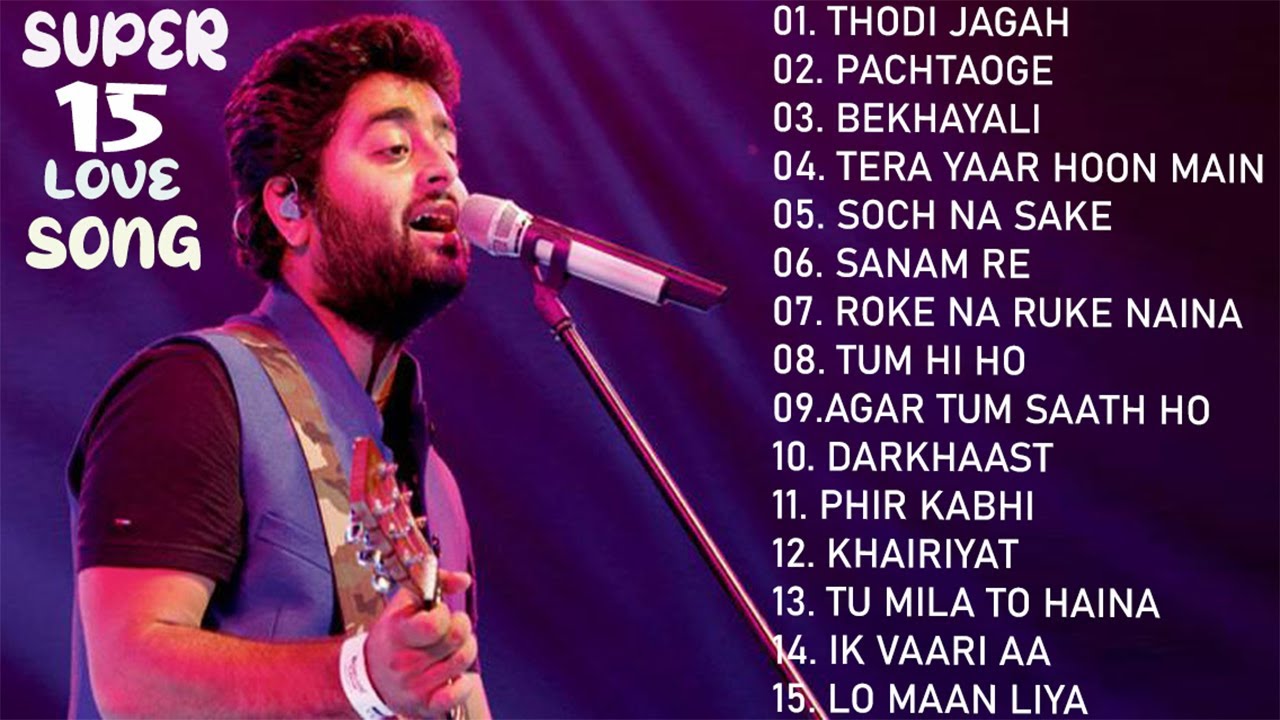 SUPER
15
LOVE
SONG
01. THODI JAGAH
02. PACHTAOGE
03. BEKHAYALI
04. TERA YAAR HOON MAIN
05. SOCH NA SAKE
06. SANAM RE
07. ROKE NA RUKE NAINA
08. TUM HI HO
09.AGAR TUM SAATH HO
10. DARKHAAST
11. PHIR KABHI
12. KHAIRIYAT
13. TU MILA TO HAINA
14. IK VAARI AA
15. LO MAAN LIYA